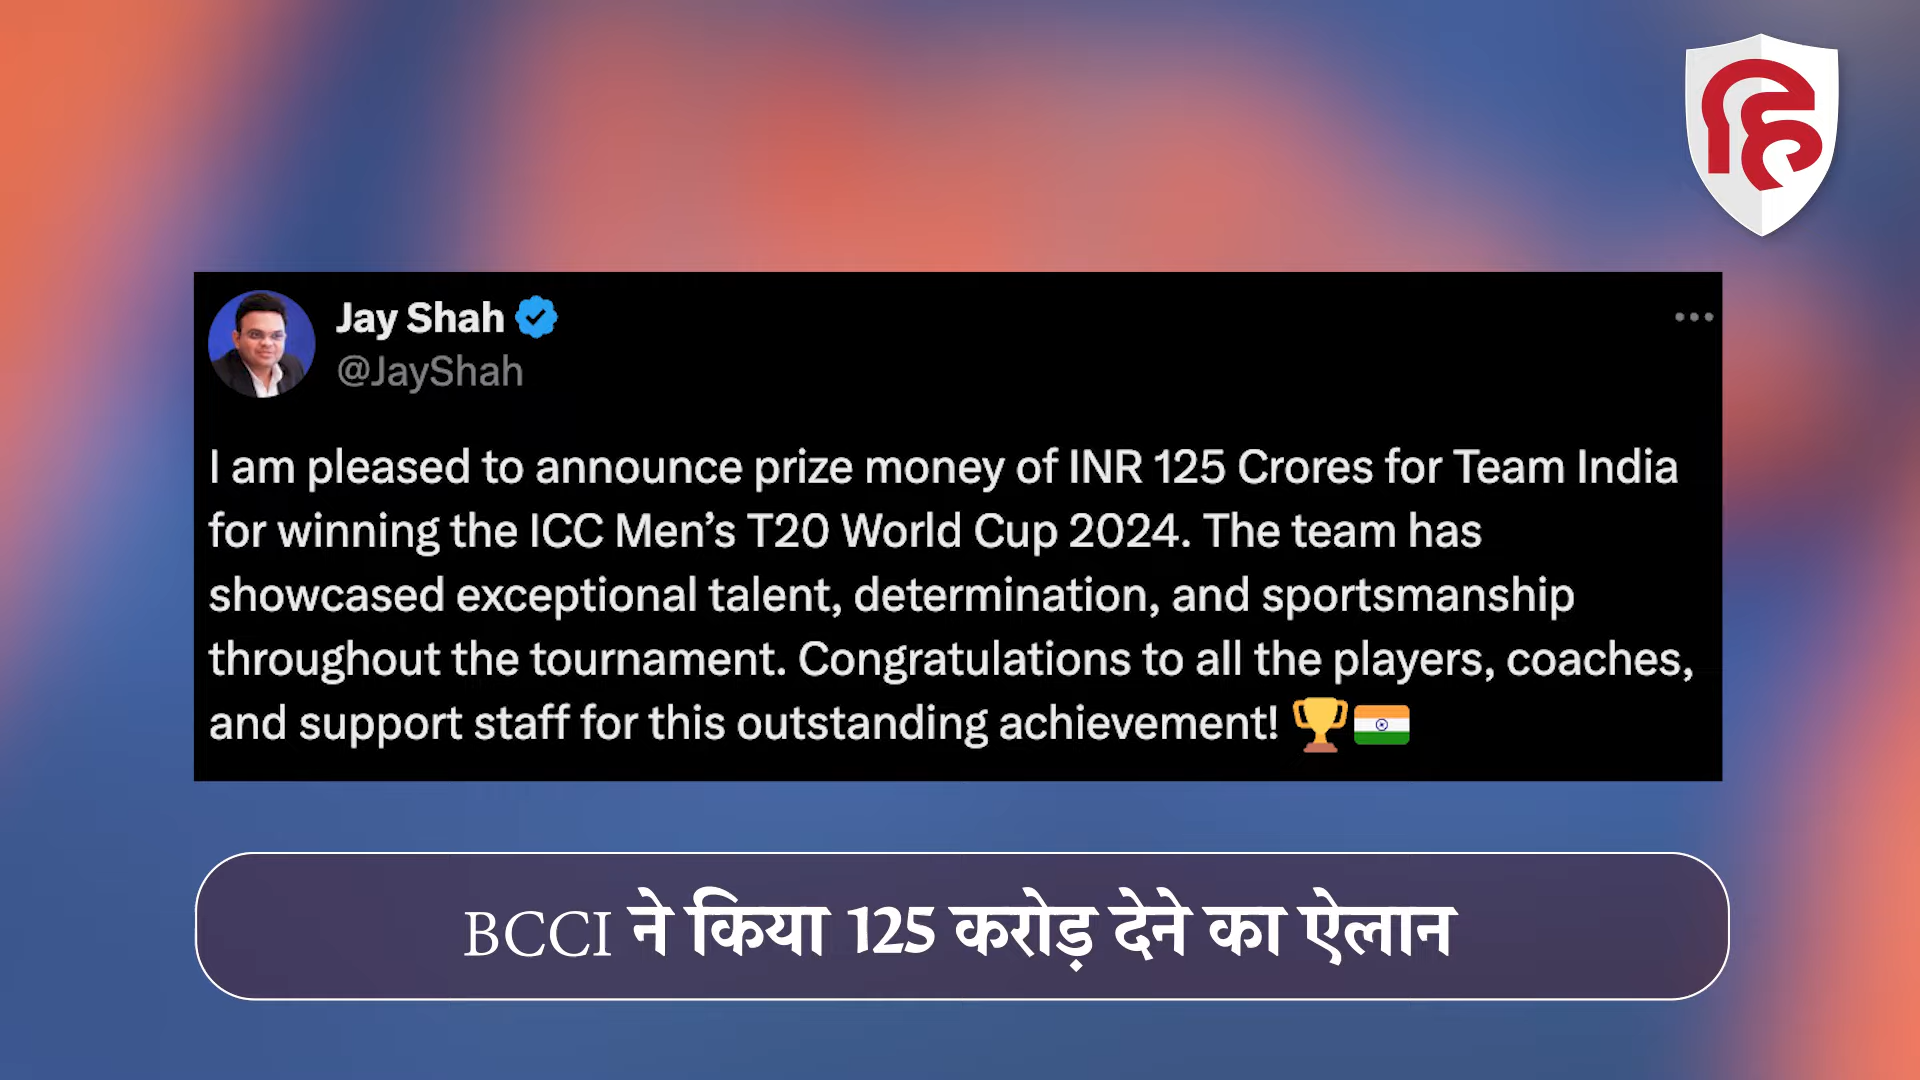 हि
Jay Shah
@JayShah
I am pleased to announce prize money of INR 125 Crores for Team India
for winning the ICC Men’s T20 World Cup 2024. The team has
showcased exceptional talent, determination, and sportsmanship
throughout the tournament. Congratulations to all the players, coaches,
and support staff for this outstanding achievement! 🏆🇮🇳
BCCI ने किया 125 करोड़ देने का ऐलान